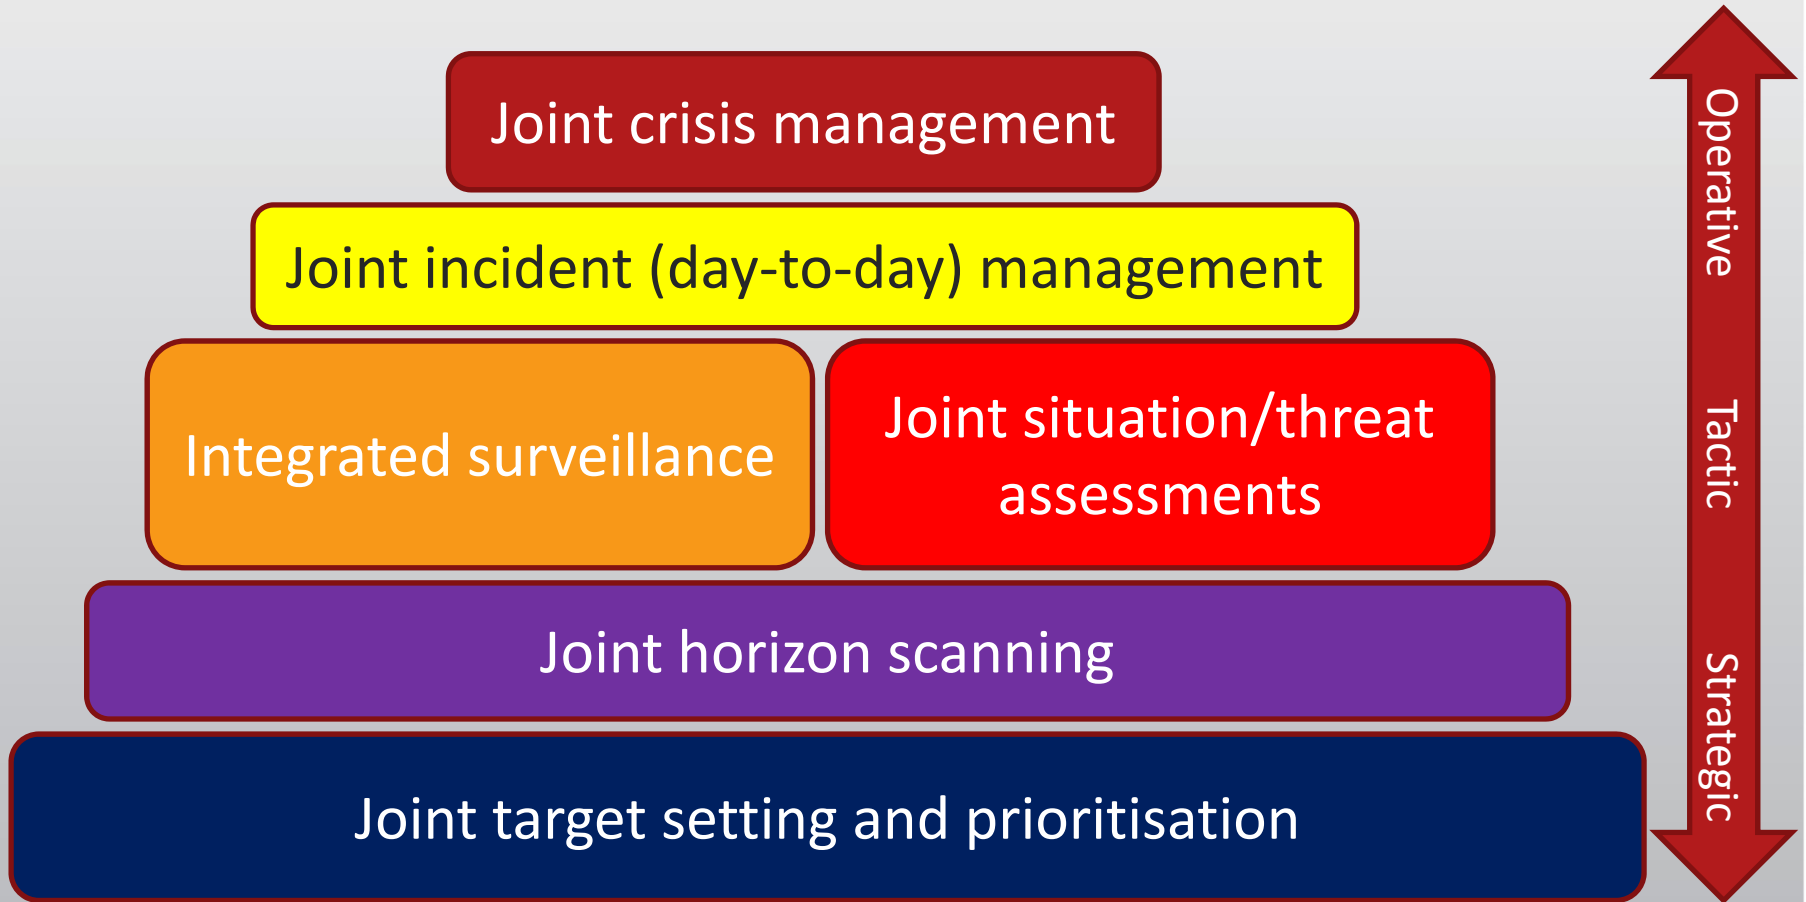 Joint crisis management
Joint incident (day-to-day) management
Integrated surveillance
Joint situation/threat
assessments
Joint horizon scanning
Joint target setting and prioritisation
Operative
Tactic
Strategic